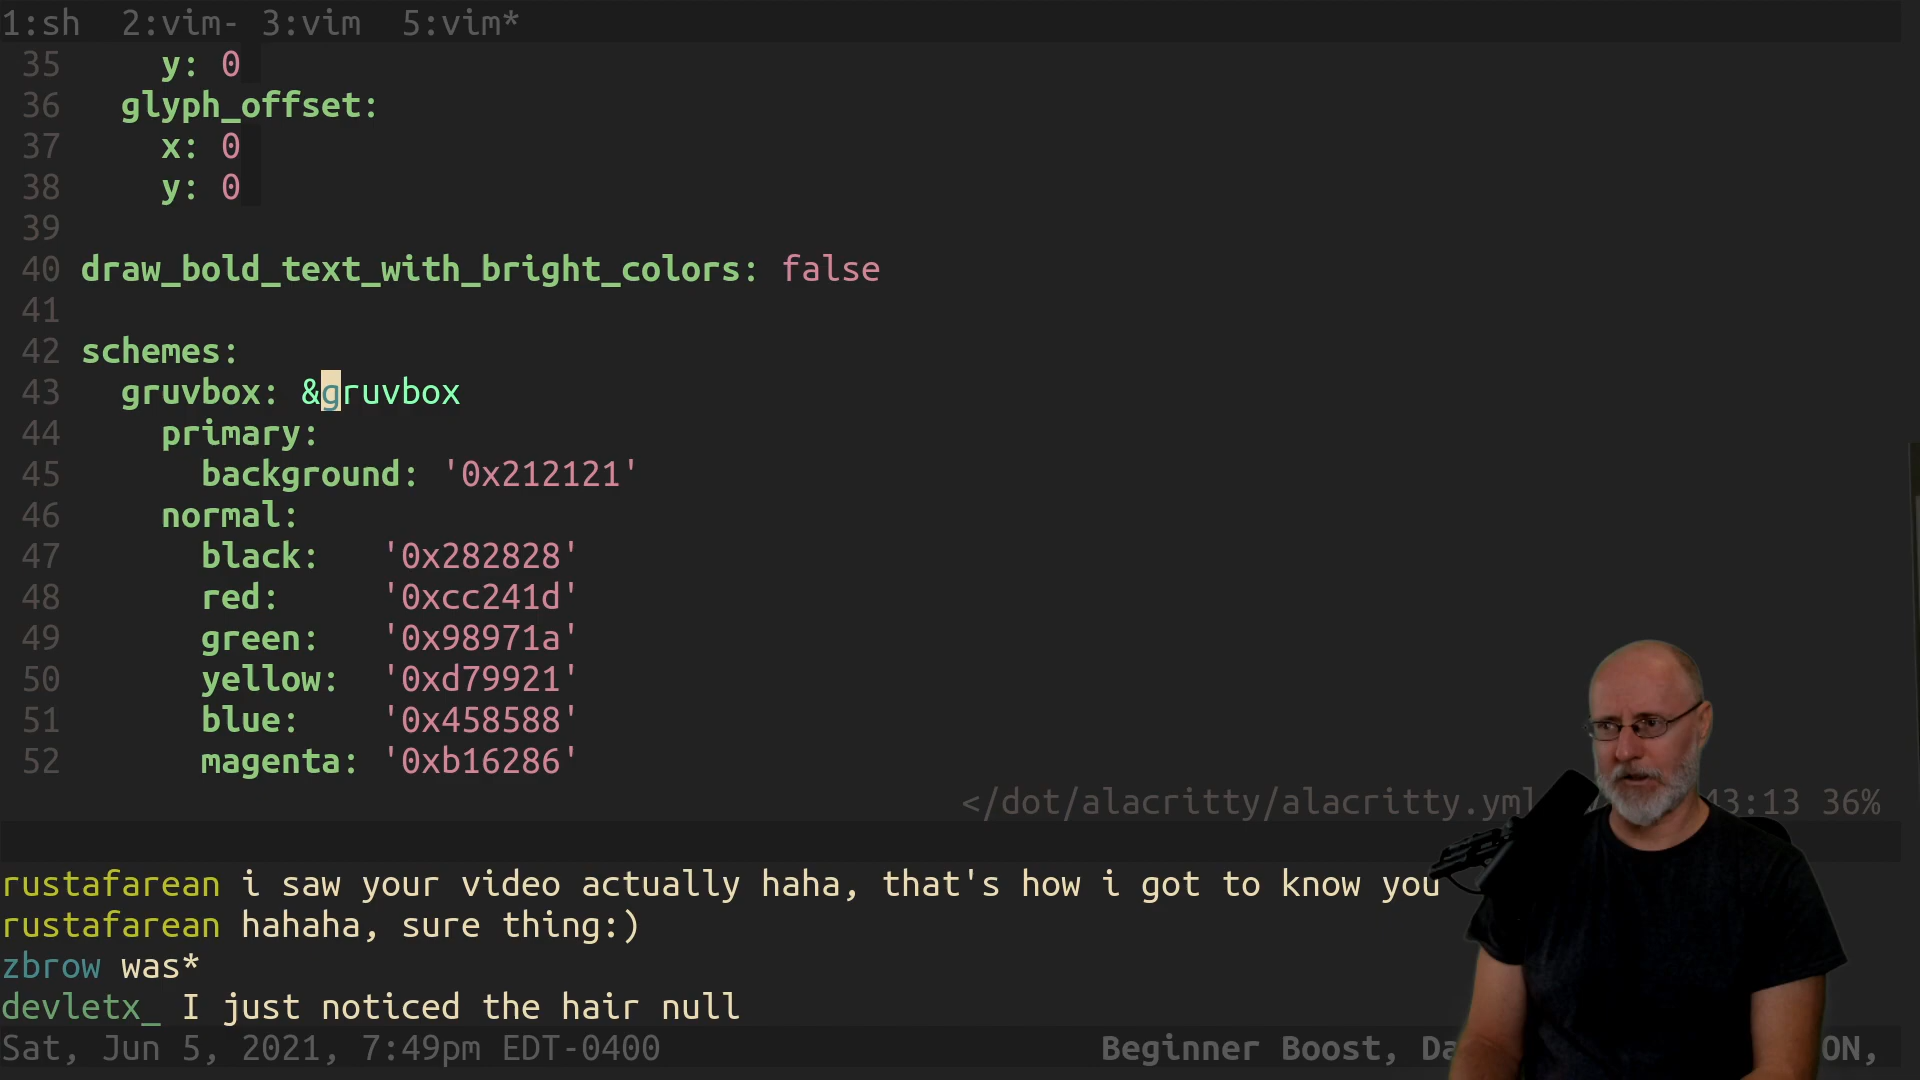 1:sh  2:vim- 3:vim  5:vim*
35     y: 0
36   glyph_offset:
37     x: 0
38     y: 0
39
40 draw_bold_text_with_bright_colors: false
41
42 schemes:
43   gruvbox: &gruvbox
44     primary:
45       background: '0x212121'
46     normal:
47       black:   '0x282828'
48       red:     '0xcc241d'
49       green:   '0x98971a'
50       yellow:  '0xd79921'
51       blue:    '0x458588'
52       magenta: '0xb16286'
</dot/alacritty/alacritty.yml 43:13 36%
rustafarean i saw your video actually haha, that's how i got to know you
rustafarean hahaha, sure thing:)
zbrow was*
devletx_ I just noticed the hair null
Sat, Jun 5, 2021, 7:49pm EDT-0400 Beginner Boost, ON,